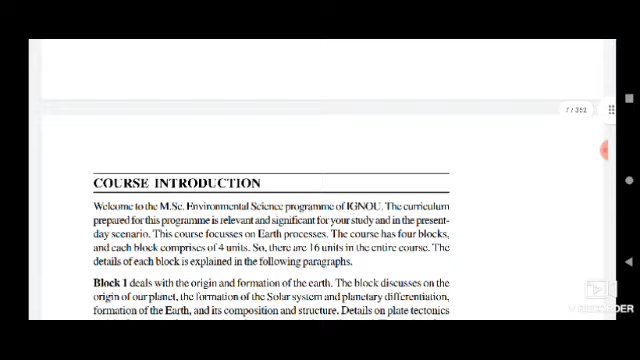 7 / 352
COURSE INTRODUCTION
Welcome to the M.Sc. Environmental Science programme of IGNOU. The curriculum
prepared for this programme is relevant and significant for your study and in the present-
day scenario. This course focusses on Earth processes. The course has four blocks,
and each block comprises of 4 units. So, there are 16 units in the entire course. The
details of each block is explained in the following paragraphs.
Block 1 deals with the origin and formation of the earth. The block discusses on the
origin of our planet, the formation of the Solar system and planetary differentiation,
formation of the Earth, and its composition and structure. Details on plate tectonics
V RECORDER